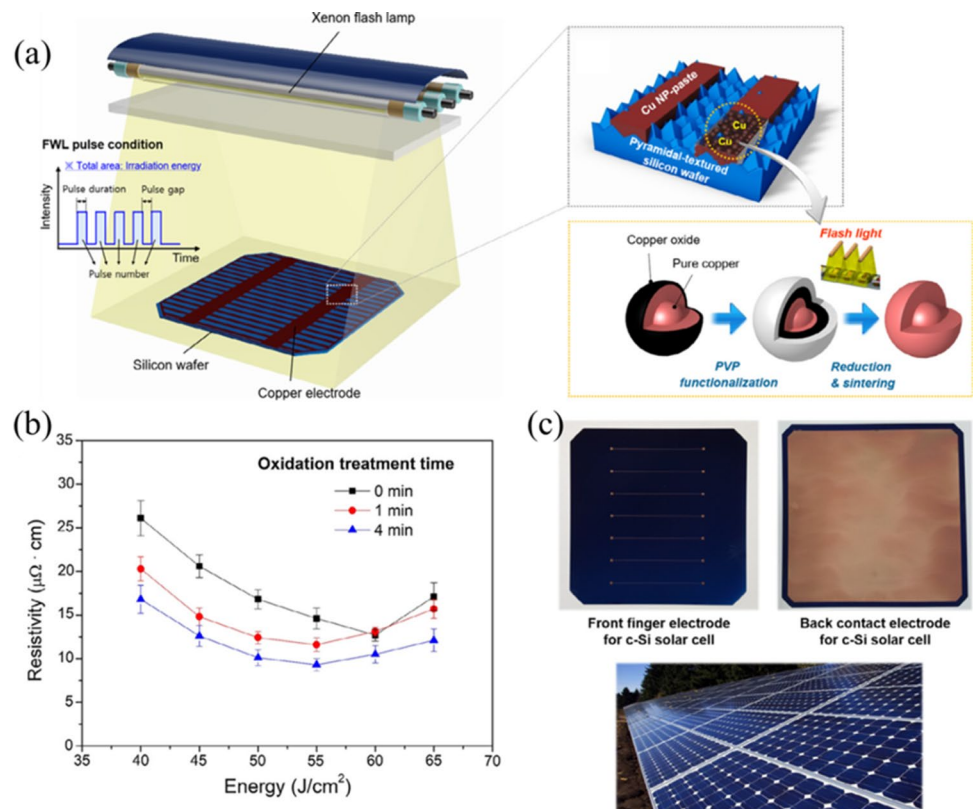 (a)
Xenon flash lamp
FWL pulse condition
※ Total area: Irradiation energy
Pulse duration
Pulse gap
Intensity
Time
Pulse number
Silicon wafer
Copper electrode
Cu NP-paste
Cu
Cu
Pyramidal-textured
silicon wafer
Flash light
Copper oxide
Pure copper
PVP
functionalization
Reduction
& sintering
(b)
Oxidation treatment time
0 min
1 min
4 min
Resistivity (μΩ · cm)
35
30
25
20
15
10
5
0
35
40
45
50
55
60
65
70
Energy (J/cm²)
(c)
Front finger electrode
for c-Si solar cell
Back contact electrode
for c-Si solar cell